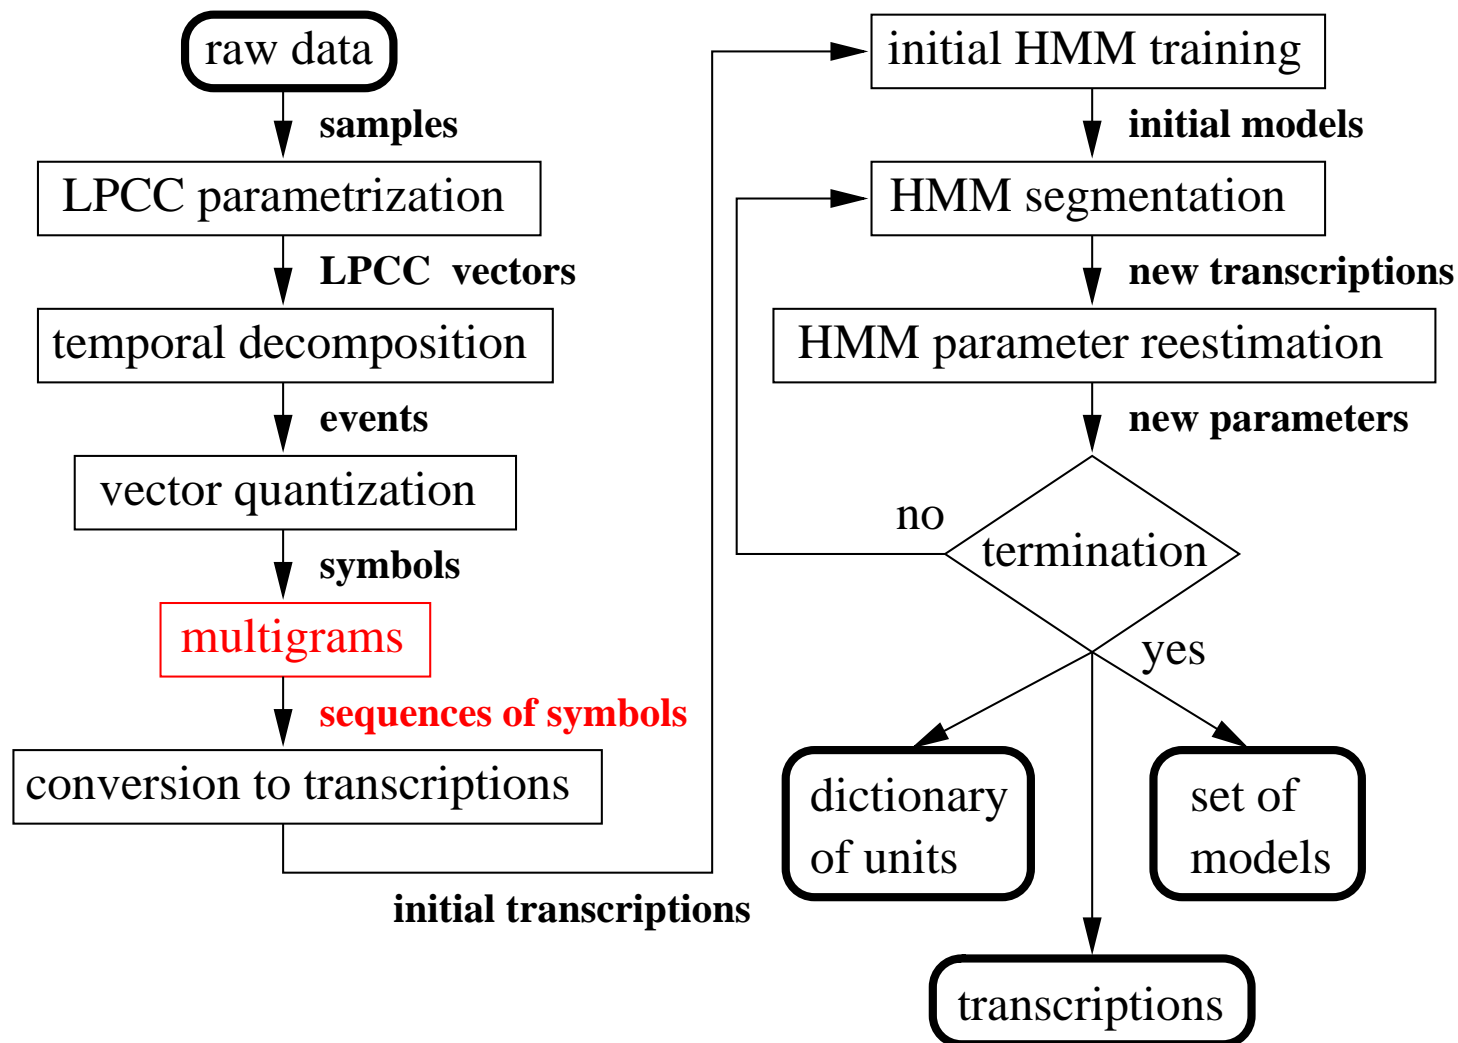 raw data
samples
LPCC parametrization
LPCC vectors
temporal decomposition
events
vector quantization
symbols
multigrams
sequences of symbols
conversion to transcriptions
initial transcriptions
initial HMM training
initial models
HMM segmentation
new transcriptions
HMM parameter reestimation
new parameters
no
termination
yes
dictionary
of units
set of
models
transcriptions